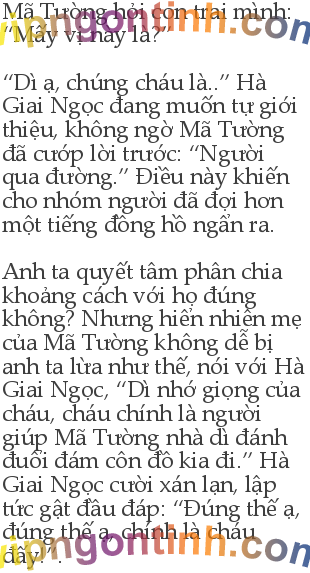 Mã Tường hỏi con trai mình:
“Mấy vị này là?”
“Dì ạ, chúng cháu là..” Hà
Giai Ngọc đang muốn tự giới
thiệu, không ngờ Mã Tường
đã cướp lời trước: “Người
qua đường.” Điều này khiến
cho nhóm người đã đợi hơn
một tiếng đồng hồ ngẩn ra.
Anh ta quyết tâm phân chia
khoảng cách với họ đúng
không? Nhưng hiển nhiên mẹ
của Mã Tường không dễ bị
anh ta lừa như thế, nói với Hà
Giai Ngọc, “Dì nhớ giọng của
cháu, cháu chính là người
giúp Mã Tường nhà dì đánh
đuổi đám côn đồ kia đi.” Hà
Giai Ngọc cười xán lạn, lập
tức gật đầu đáp: “Đúng thế ạ,
đúng thế ạ, chính là cháu
đây!”.
vipngontinh.com
vipngontinh.com